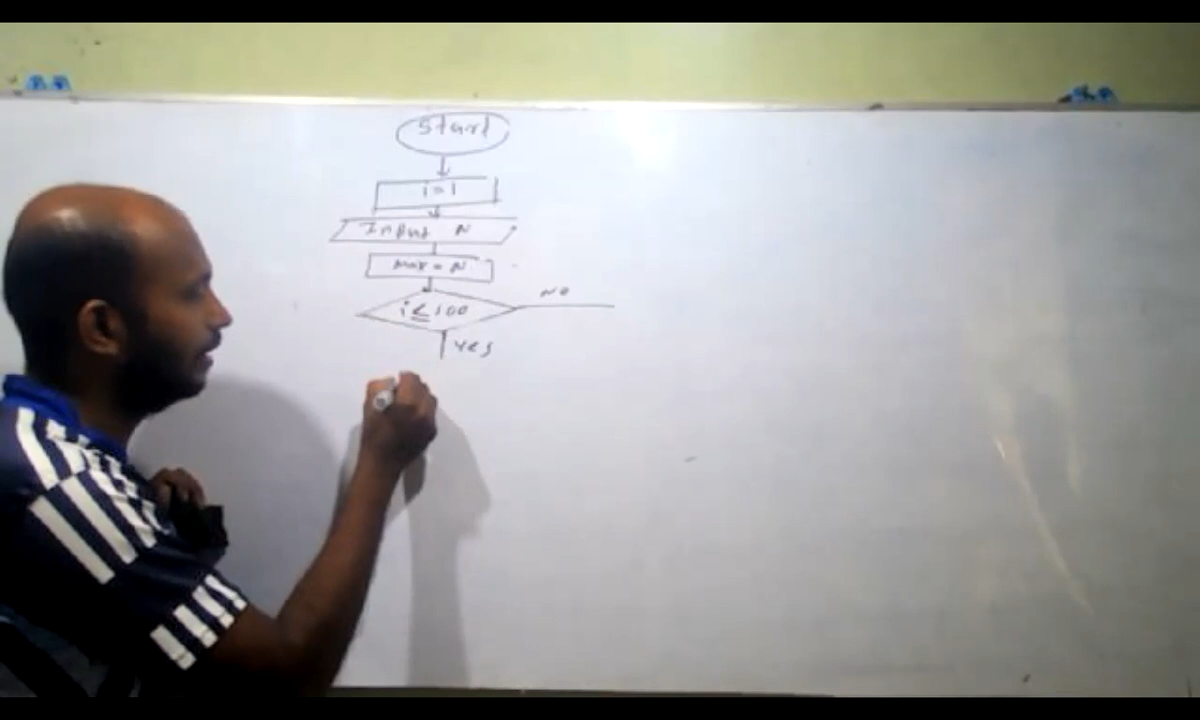 Start
i=1
Input N
Max = N
i ≤ 100
No
Yes